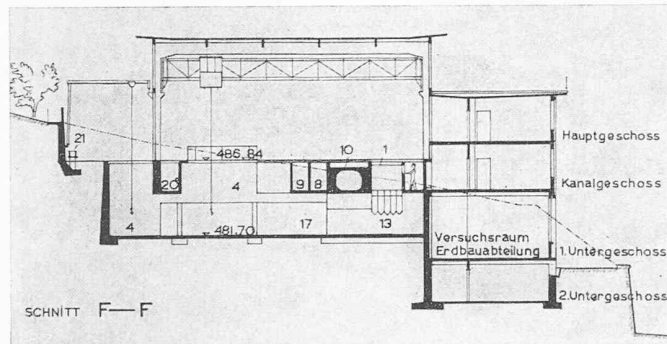 21
486.84
10
1
Hauptgeschoss
20
4
9
8
Kanalgeschoss
4
481.70
17
13
Versuchsraum
Erdbauabteilung
1.Untergeschoss
2.Untergeschoss
SCHNITT F—F